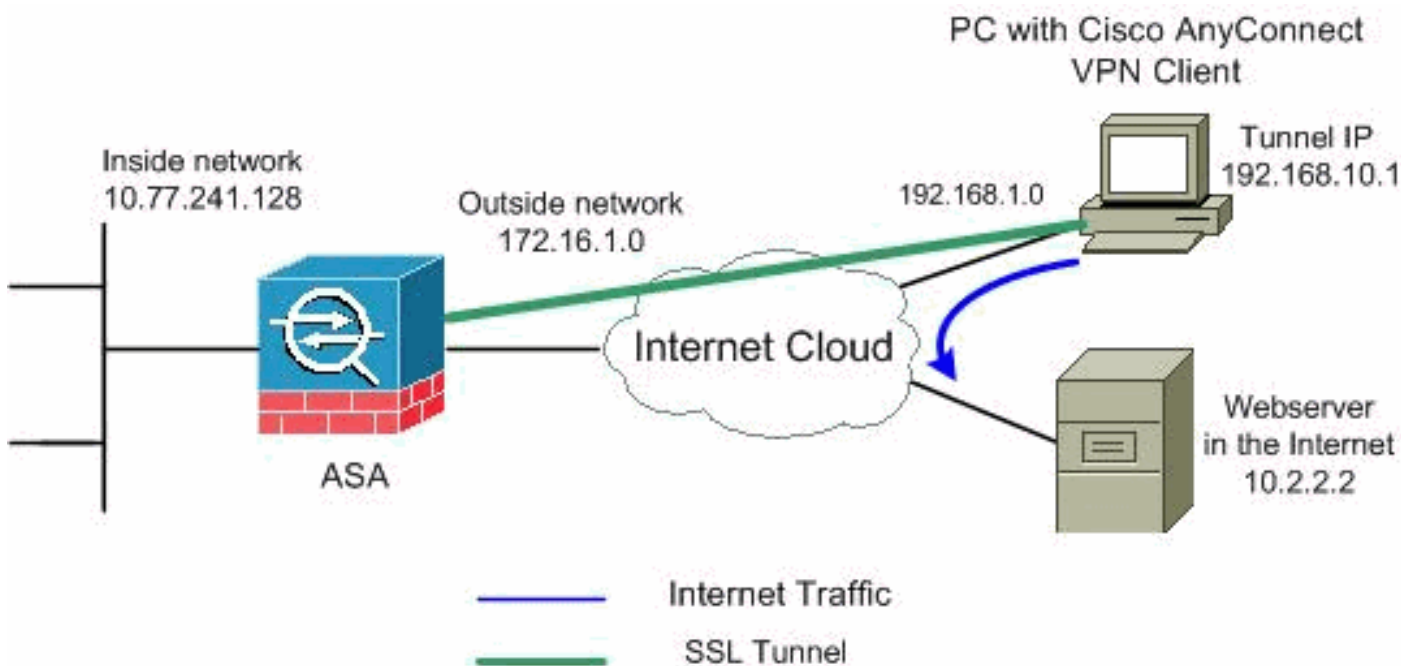 PC with Cisco AnyConnect
VPN Client
Inside network
10.77.241.128
Outside network
172.16.1.0
192.168.1.0
Tunnel IP
192.168.10.1
Internet Cloud
ASA
Webserver
in the Internet
10.2.2.2
Internet Traffic
SSL Tunnel